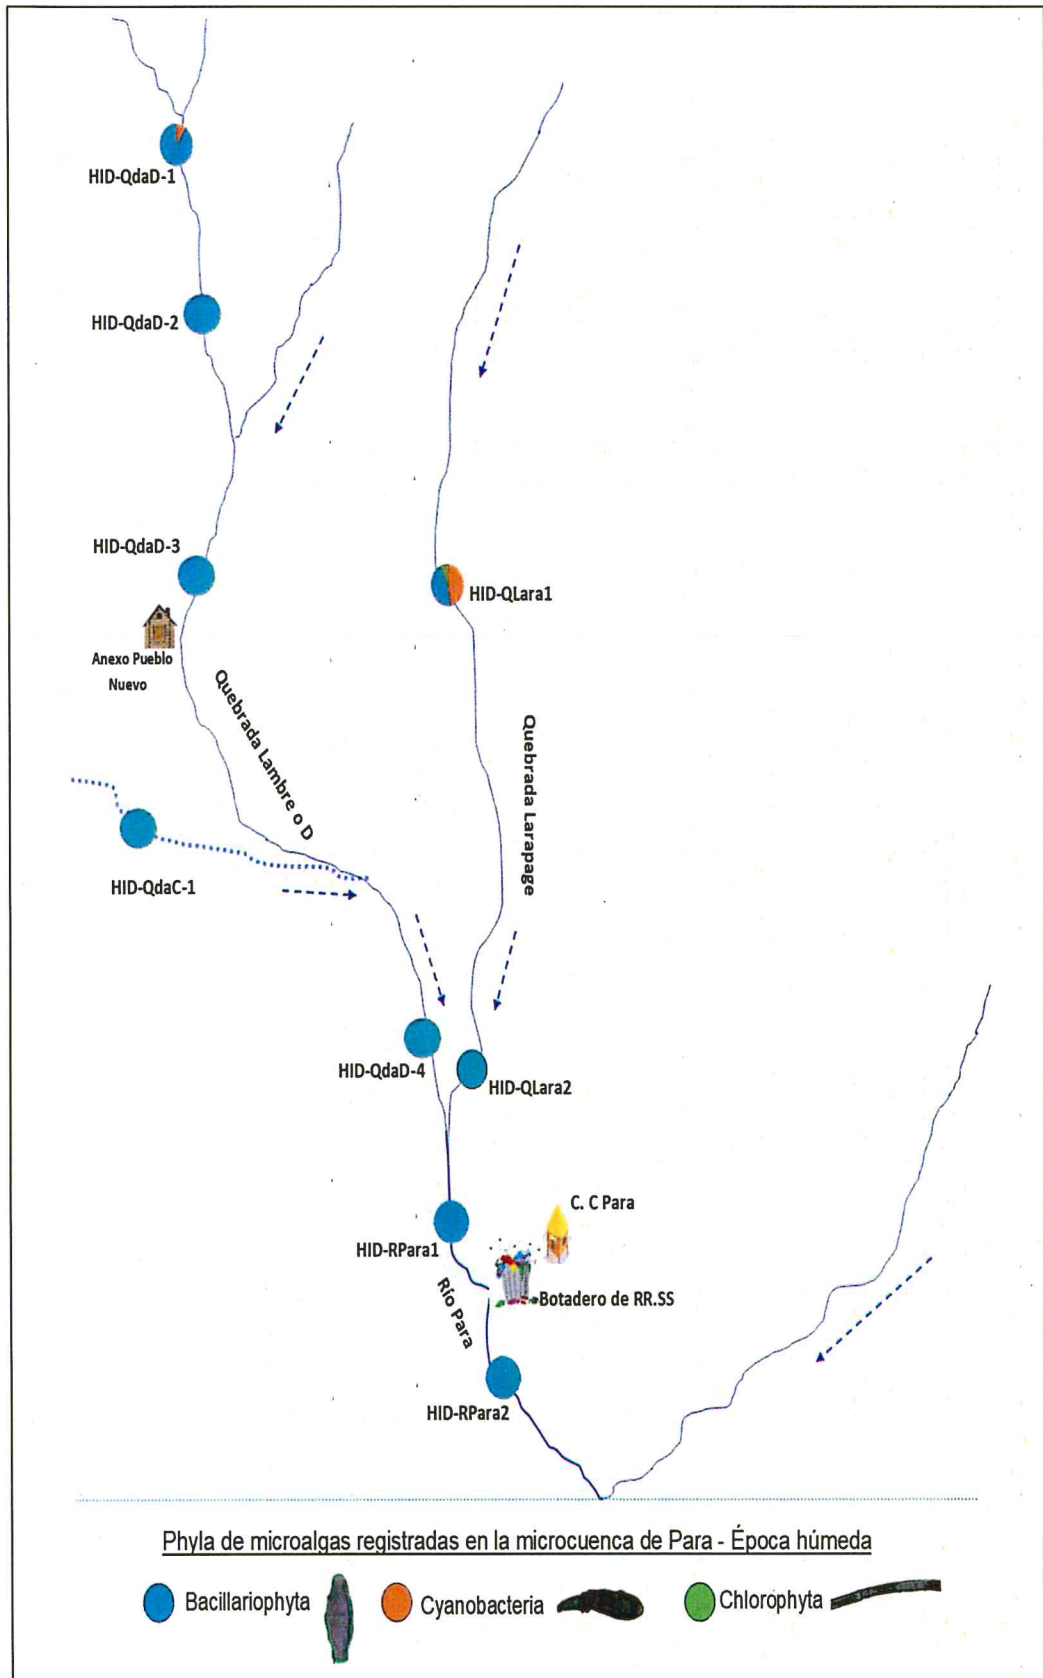 HID-QdaD-1
HID-QdaD-2
HID-QdaD-3
HID-QLara1
Anexo Pueblo
Nuevo
Quebrada Lambre o D
Quebrada Larapage
HID-QdaC-1
HID-QdaD-4
HID-QLara2
C. C Para
HID-RPara1
Botadero de RR.SS
Río Para
HID-RPara2
Phyla de microalgas registradas en la microcuenca de Para - Época húmeda
Bacillariophyta
Cyanobacteria
Chlorophyta